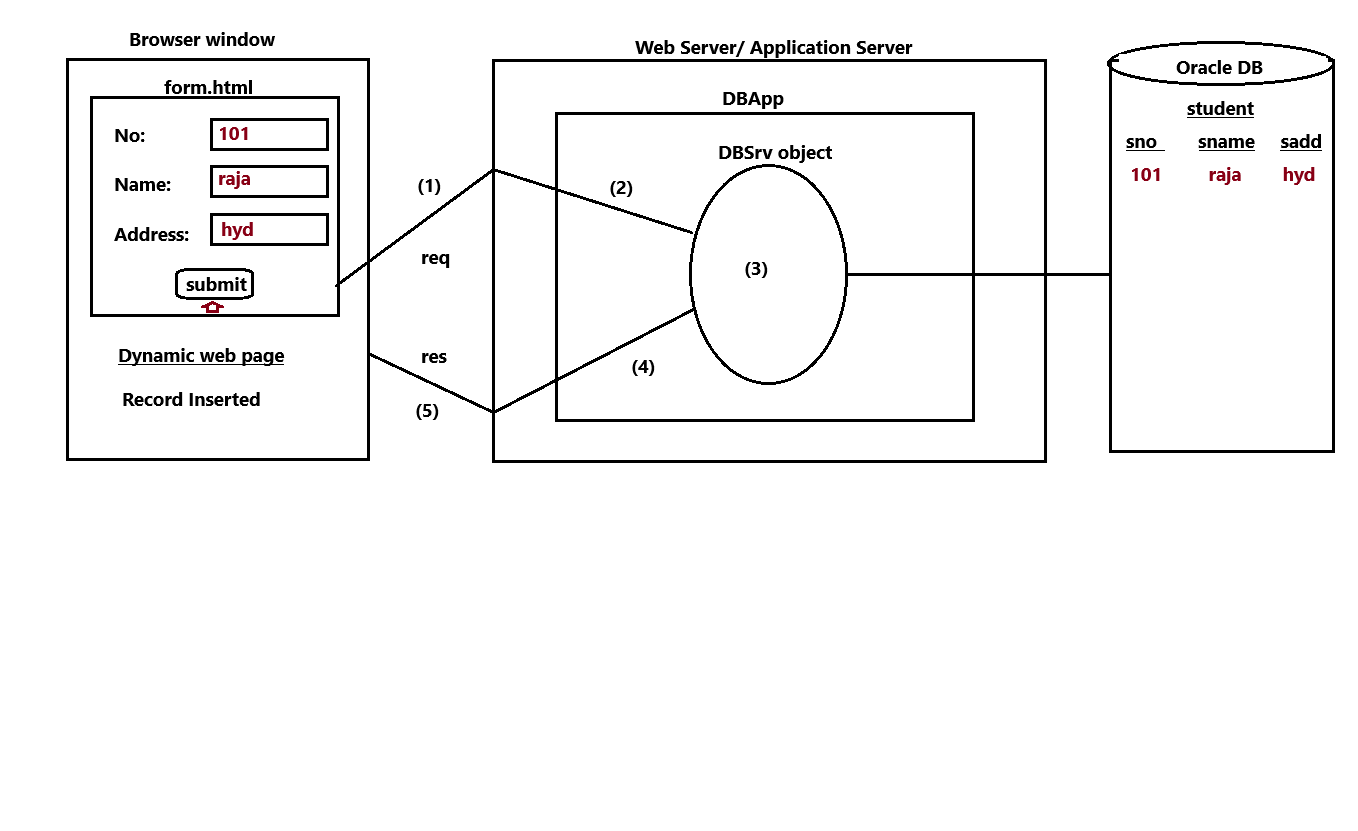 Browser window
form.html
No: 101
Name: raja
Address: hyd
submit
Dynamic web page
Record Inserted
(1)
req
res
(5)
Web Server/ Application Server
DBApp
DBSrv object
(2)
(3)
(4)
Oracle DB
student
sno sname sadd
101 raja hyd